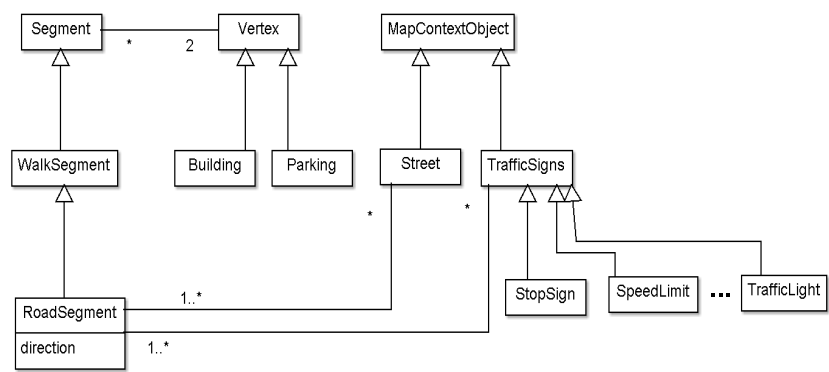 Segment
*
2
Vertex
MapContextObject
WalkSegment
Building
Parking
Street
TrafficSigns
*
*
StopSign
SpeedLimit
...
TrafficLight
1..*
RoadSegment
direction
1..*